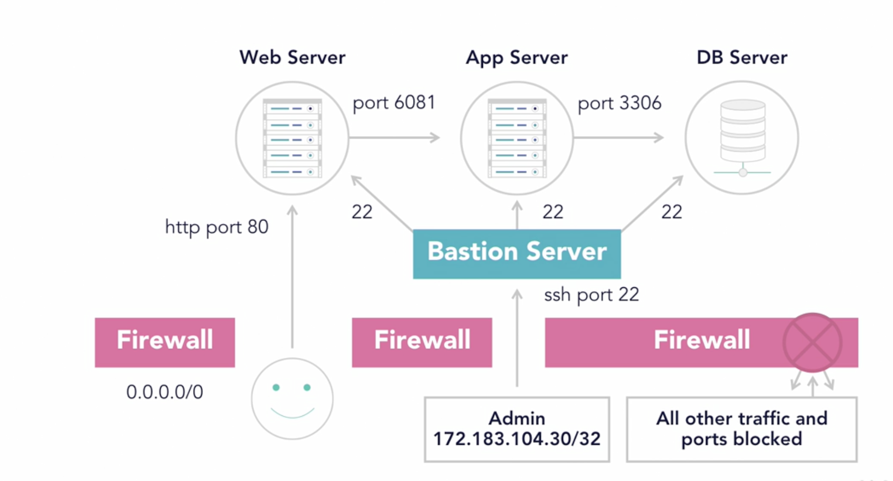 Web Server
App Server
DB Server
port 6081
port 3306
http port 80
22
22
22
Bastion Server
ssh port 22
Firewall
Firewall
Firewall
0.0.0.0/0
Admin
172.183.104.30/32
All other traffic and
ports blocked